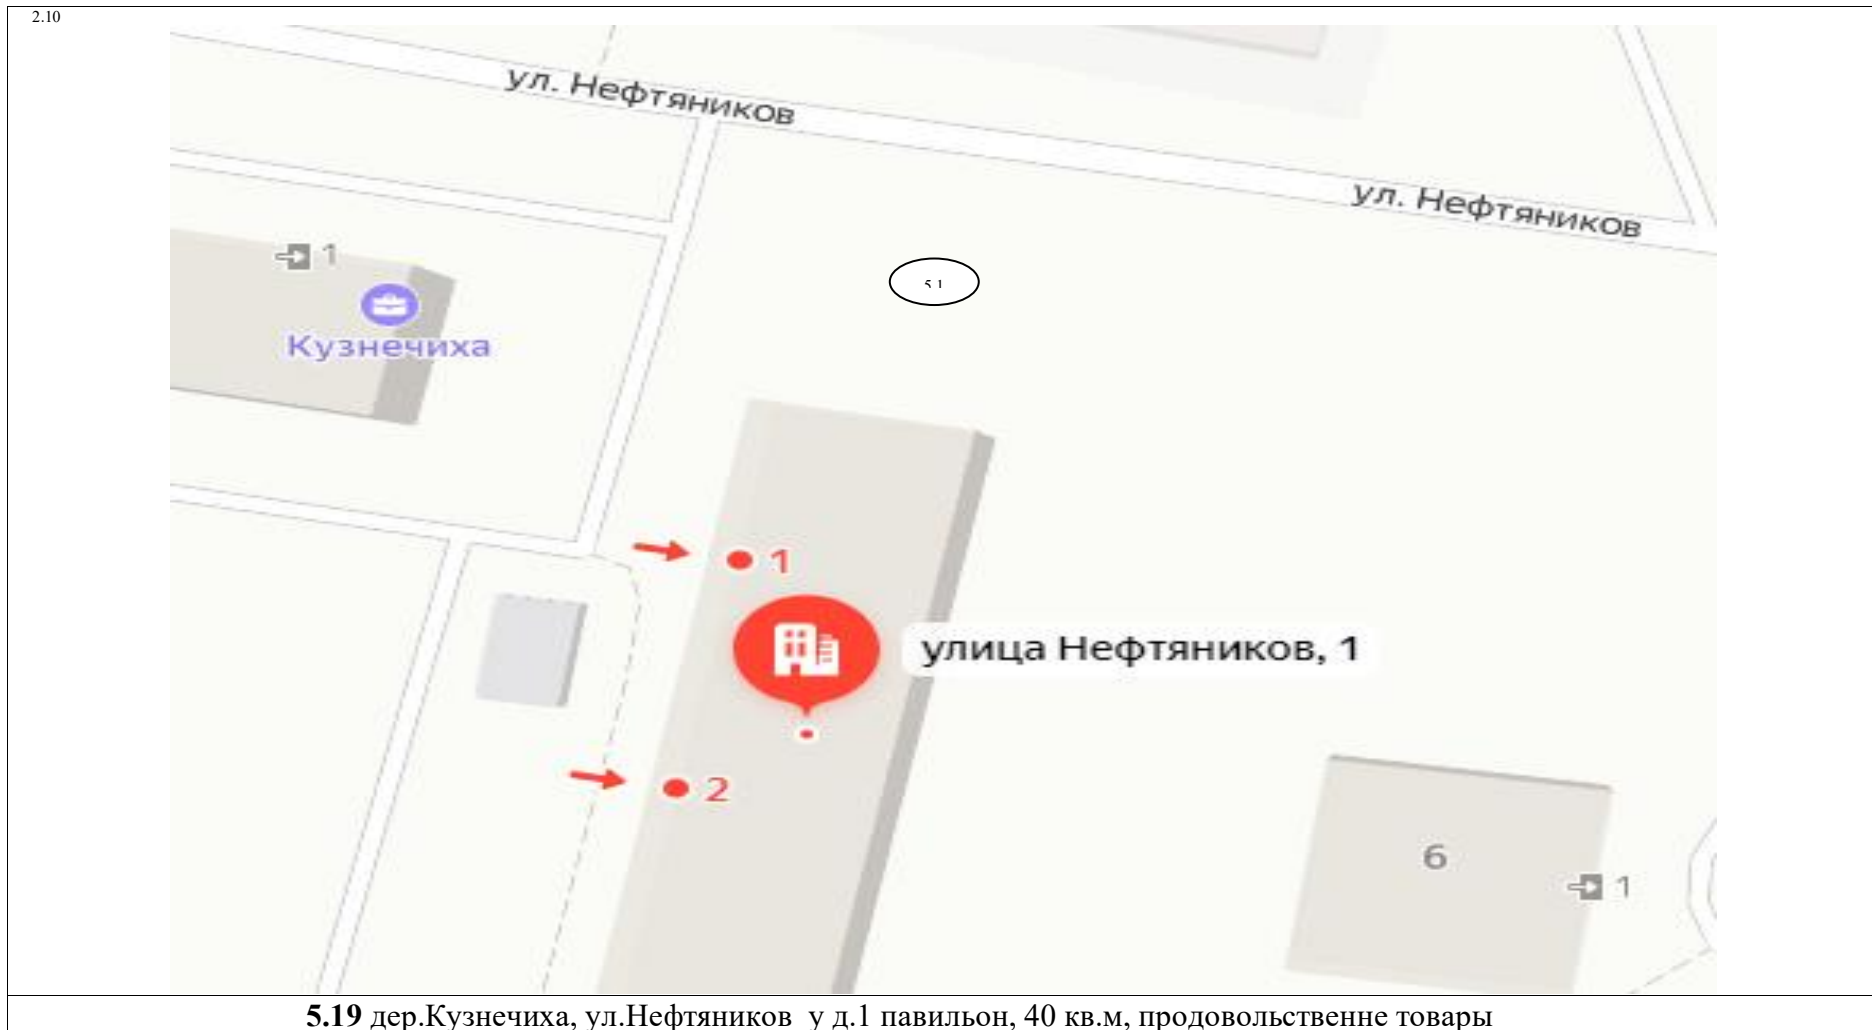 2.10
ул. Нефтяников
ул. Нефтяников
1
Кузнечиха
1
улица Нефтяников, 1
2
6
1
5.19 дер.Кузнечиха, ул.Нефтяников у д.1 павильон, 40 кв.м, продовольственне товары